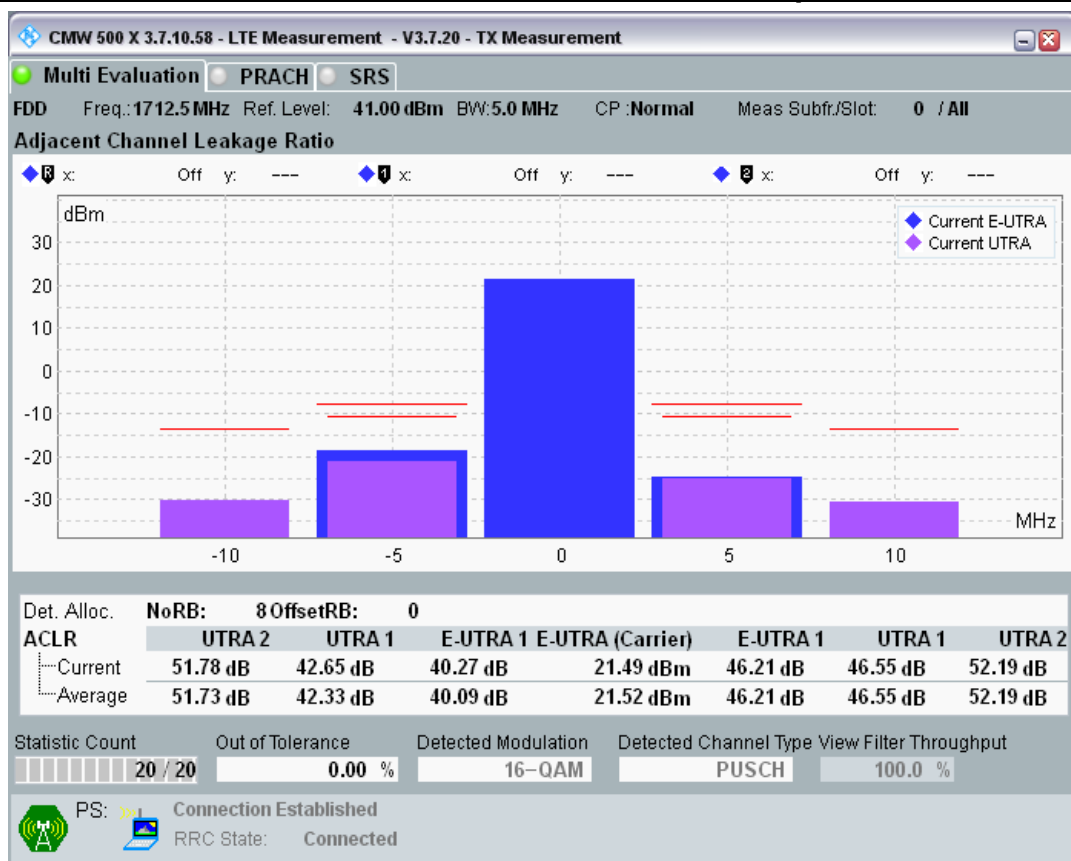 CMW 500 X 3.7.10.58 - LTE Measurement - V3.7.20 - TX Measurement
Multi Evaluation PRACH SRS
FDD Freq.:1712.5 MHz Ref. Level: 41.00 dBm BW:5.0 MHz CP :Normal Meas Subfr./Slot: 0 / All
Adjacent Channel Leakage Ratio
R x: Off y: --- 1 x: Off y: --- 2 x: Off y: ---
dBm
Current E-UTRA
Current UTRA
30
20
10
0
-10
-20
-30
MHz
-10 -5 0 5 10
Det. Alloc. NoRB: 8 OffsetRB: 0
ACLR UTRA 2 UTRA 1 E-UTRA 1 E-UTRA (Carrier) E-UTRA 1 UTRA 1 UTRA 2
Current 51.78 dB 42.65 dB 40.27 dB 21.49 dBm 46.21 dB 46.55 dB 52.19 dB
Average 51.73 dB 42.33 dB 40.09 dB 21.52 dBm 46.21 dB 46.55 dB 52.19 dB
Statistic Count Out of Tolerance Detected Modulation Detected Channel Type View Filter Throughput
20 / 20 0.00 % 16-QAM PUSCH 100.0 %
PS: Connection Established
RRC State: Connected